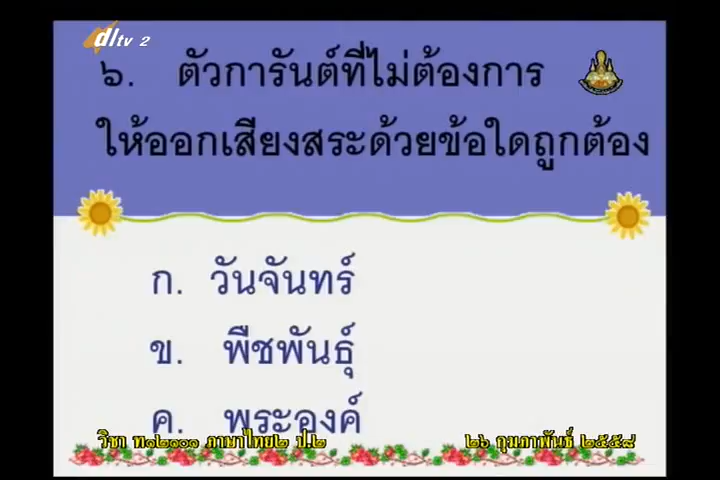 dltv 2
๖. ตัวการันต์ที่ไม่ต้องการ
ให้ออกเสียงสระด้วยข้อใดถูกต้อง
ก. วันจันทร์
ข. พืชพันธุ์
ค. พระองค์
วิชา ท๑๒๑๐๑ ภาษาไทย๒ ป.๒
๒๖ กุมภาพันธ์ ๒๕๕๘